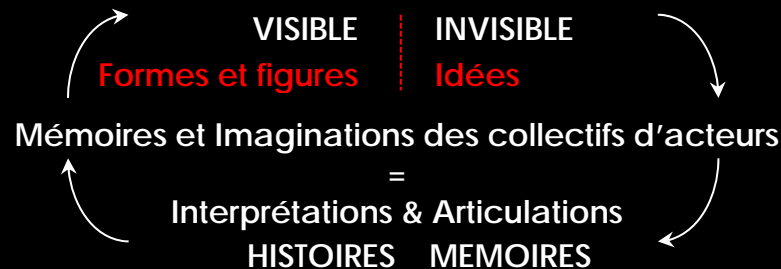 VISIBLE INVISIBLE
Formes et figures Idées
Mémoires et Imaginations des collectifs d’acteurs
=
Interprétations & Articulations
HISTOIRES MEMOIRES